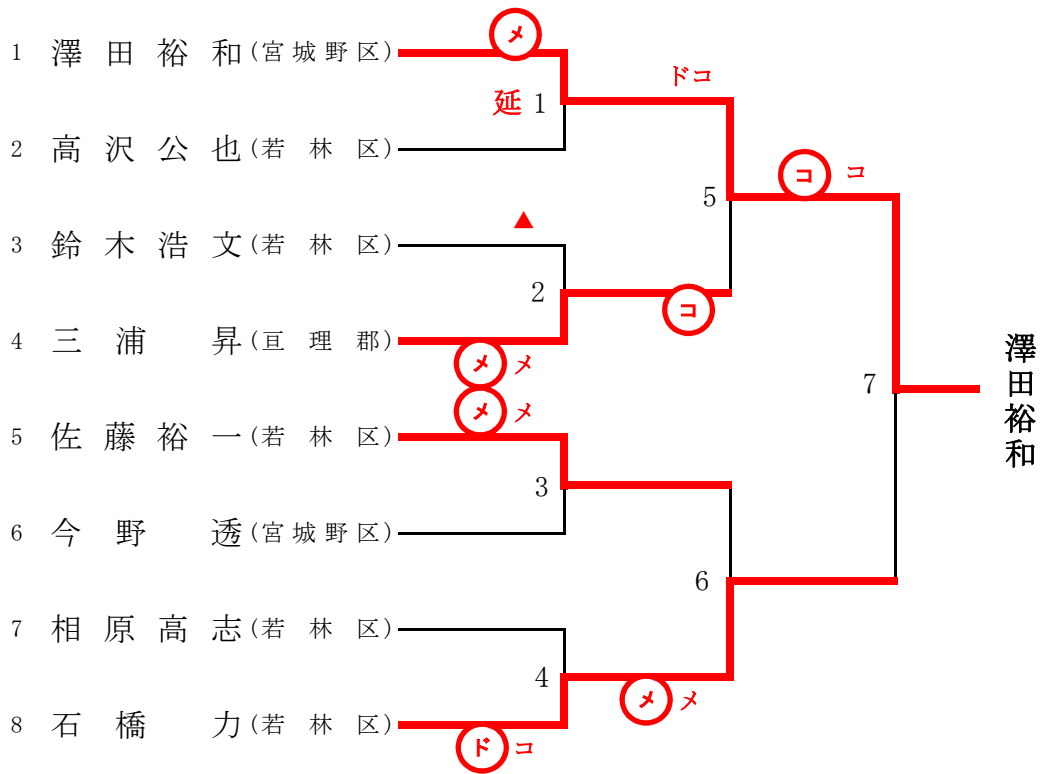 メ
1 澤田裕和(宮城野区)
ドコ
延 1
2 高沢公也(若林区)
コ コ
5
▲
3 鈴木浩文(若林区)
2
コ
4 三浦 昇(亘理郡)
メ メ
澤田裕和
7
メ メ
5 佐藤裕一(若林区)
3
6 今野 透(宮城野区)
6
7 相原高志(若林区)
4
メ メ
8 石橋 力(若林区)
ド コ